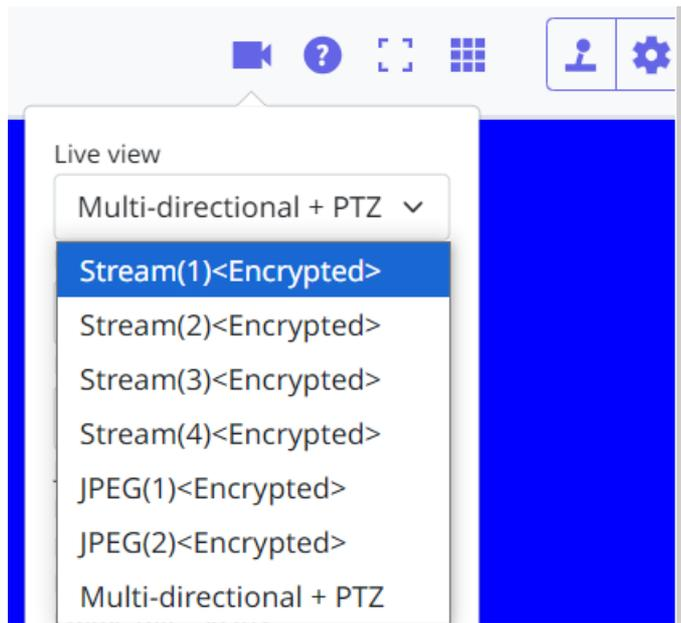 Live view
Multi-directional + PTZ
Stream(1)<Encrypted>
Stream(2)<Encrypted>
Stream(3)<Encrypted>
Stream(4)<Encrypted>
JPEG(1)<Encrypted>
JPEG(2)<Encrypted>
Multi-directional + PTZ